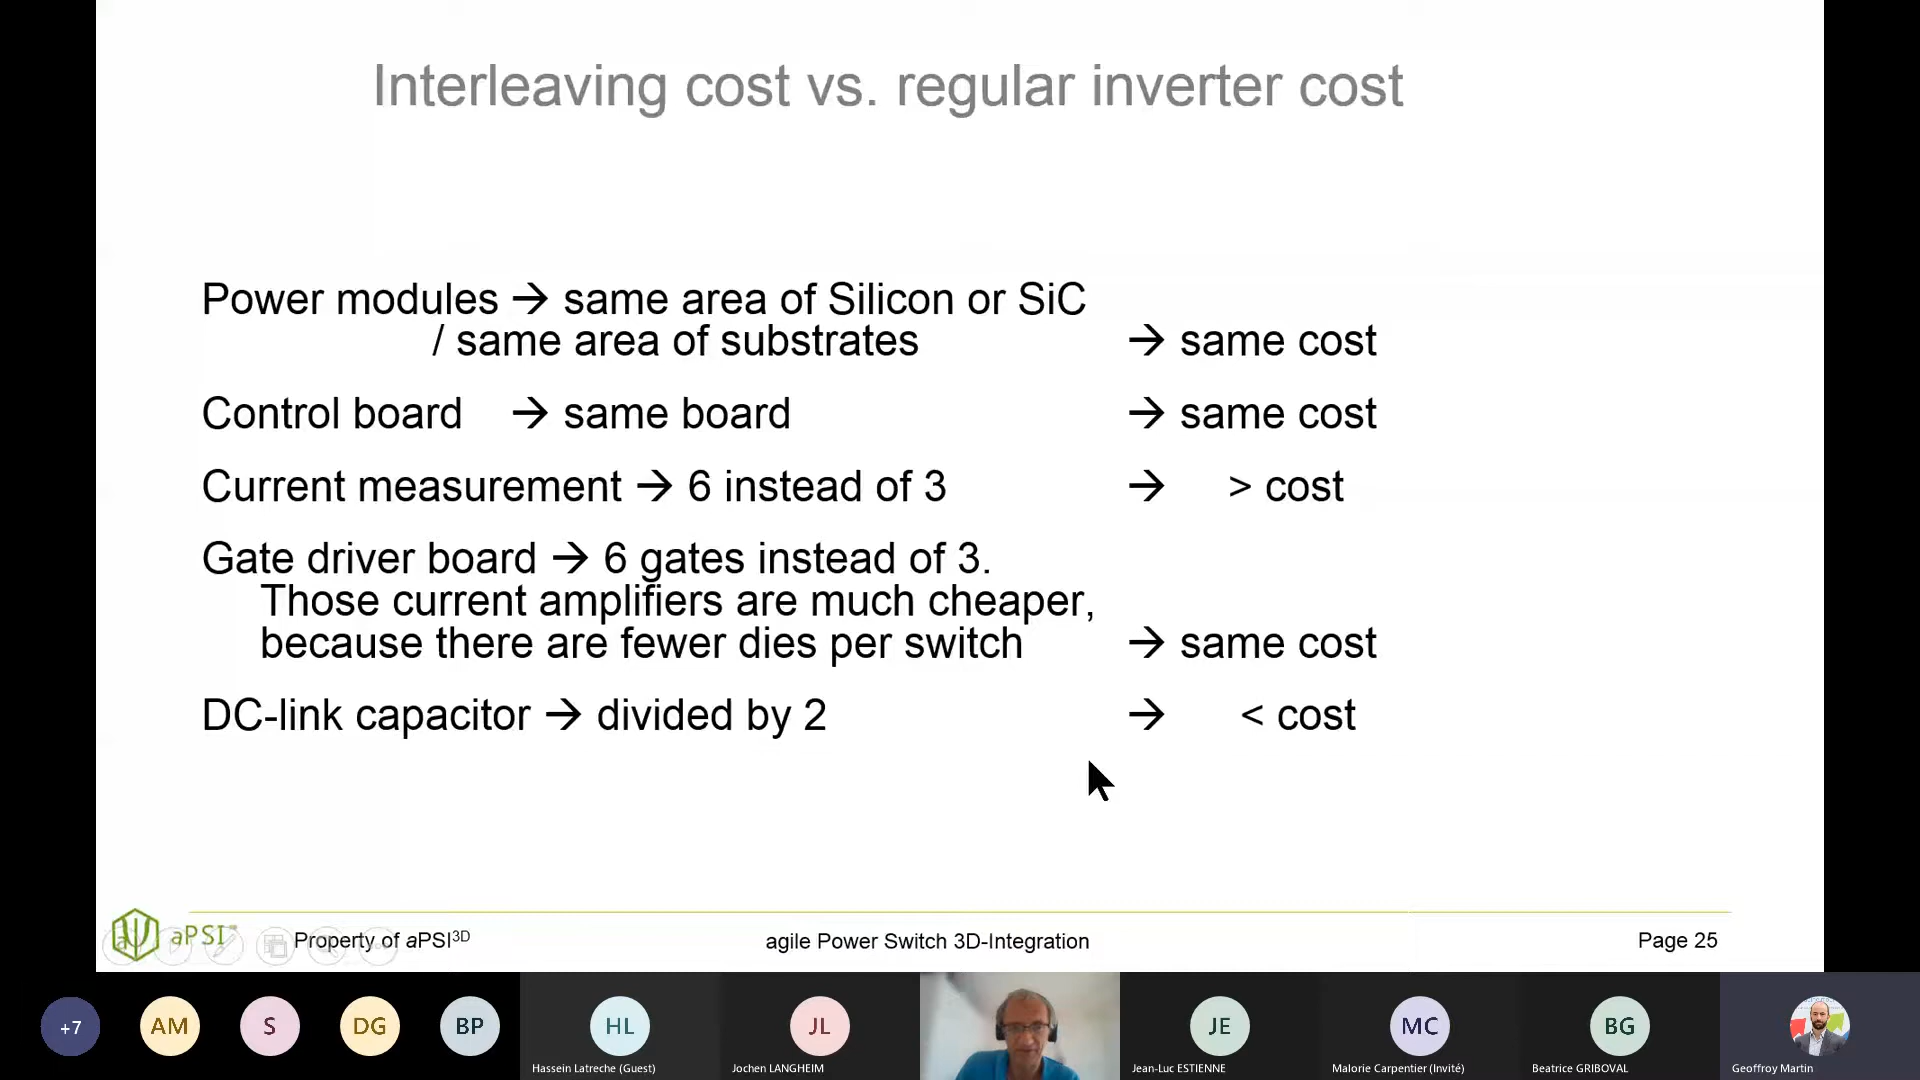 Interleaving cost vs. regular inverter cost
Power modules → same area of Silicon or SiC
/ same area of substrates → same cost
Control board → same board → same cost
Current measurement → 6 instead of 3 → > cost
Gate driver board → 6 gates instead of 3.
Those current amplifiers are much cheaper,
because there are fewer dies per switch → same cost
DC-link capacitor → divided by 2 → < cost
aPSI™ Property of aPSI3D agile Power Switch 3D-Integration Page 25
+7 AM S DG BP HL JL JE MC BG
Hassein Latreche (Guest) Jochen LANGHEIM Jean-Luc ESTIENNE Malorie Carpentier (Invité) Beatrice GRIBOVAL Geoffroy Martin